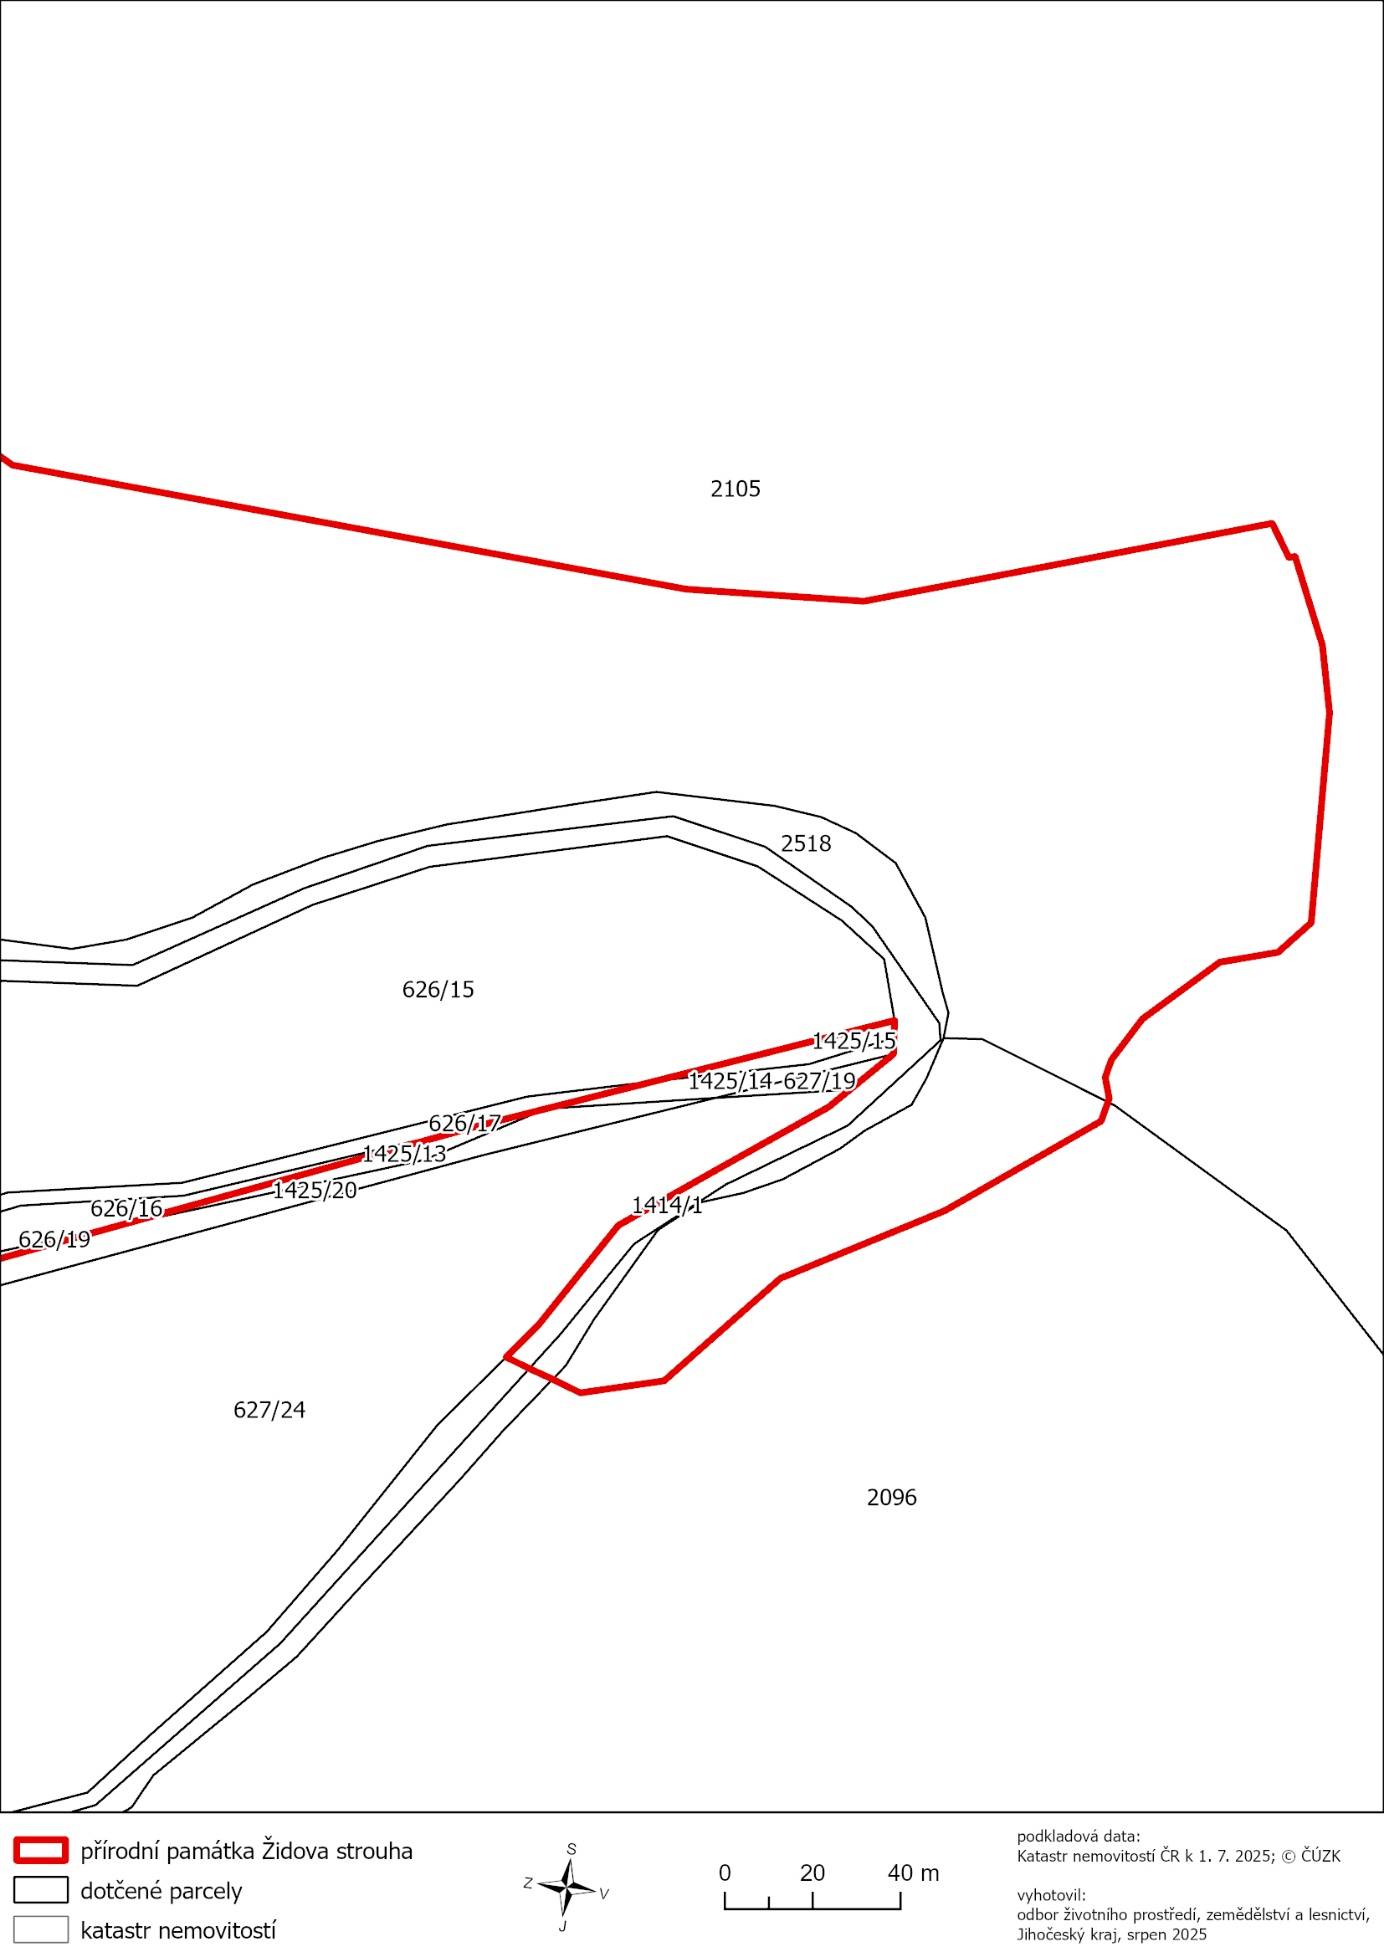 2105
2518
626/15
1425/15
1425/14 627/19
626/17
1425/13
1425/20
626/16
1414/1
626/19
627/24
2096
přírodní památka Židova strouha
dotčené parcely
katastr nemovitostí
S
Z
V
J
0 20 40 m
podkladová data:
Katastr nemovitostí ČR k 1. 7. 2025; © ČÚZK
vyhotovil:
odbor životního prostředí, zemědělství a lesnictví,
Jihočeský kraj, srpen 2025